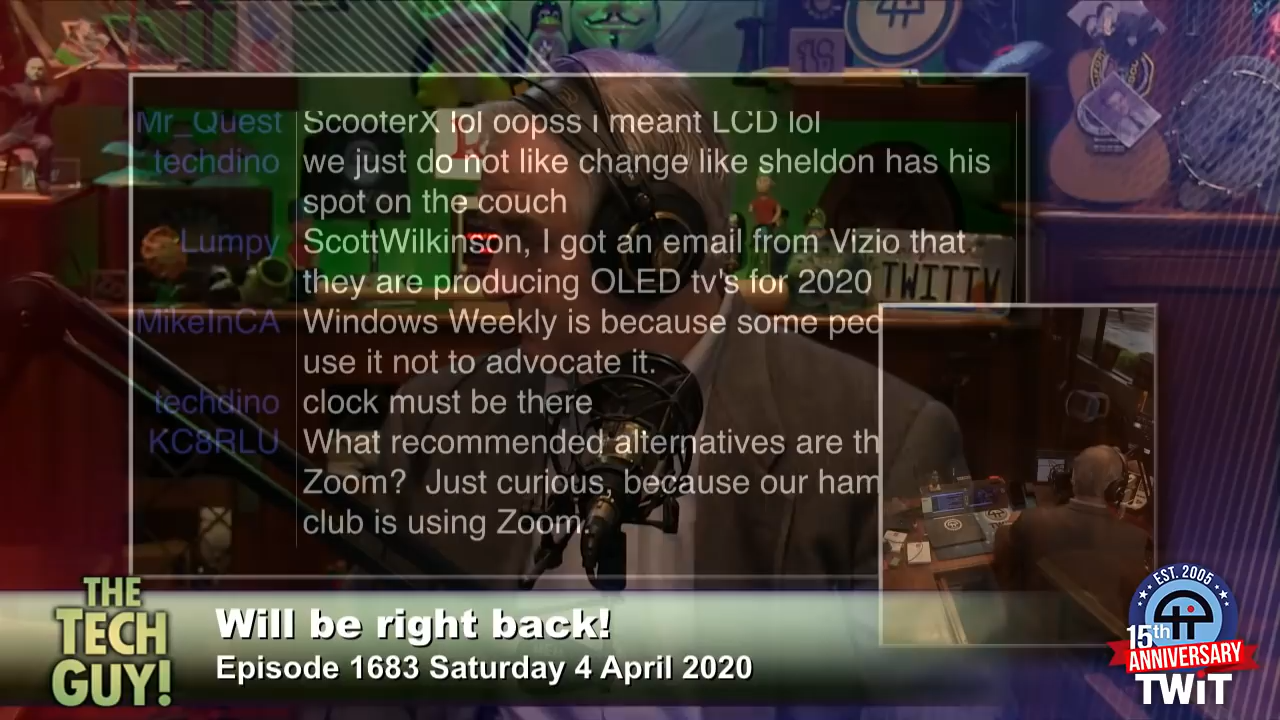 Mr_Quest ScooterX lol oopss i meant LCD lol
techdino we just do not like change like sheldon has his
spot on the couch
Lumpy ScottWilkinson, I got an email from Vizio that
they are producing OLED tv's for 2020
TWITTV
MikeInCA Windows Weekly is because some peo
use it not to advocate it.
techdino clock must be there
KC8RLU What recommended alternatives are th
Zoom? Just curious, because our ham
club is using Zoom.
THE
TECH
GUY!
Will be right back!
Episode 1683 Saturday 4 April 2020
EST. 2005
15th
ANNIVERSARY
TWiT